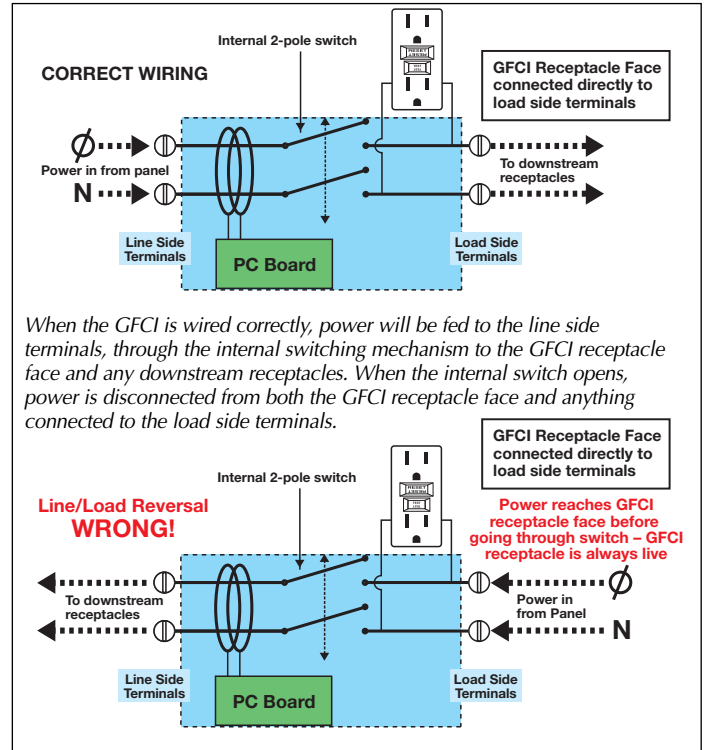 Internal 2-pole switch
CORRECT WIRING
RESET
TEST
GFCI Receptacle Face
connected directly to
load side terminals
Ø
Power in from panel
N
To downstream
receptacles
Line Side
Terminals
PC Board
Load Side
Terminals
When the GFCI is wired correctly, power will be fed to the line side
terminals, through the internal switching mechanism to the GFCI receptacle
face and any downstream receptacles. When the internal switch opens,
power is disconnected from both the GFCI receptacle face and anything
connected to the load side terminals.
GFCI Receptacle Face
connected directly to
load side terminals
Internal 2-pole switch
Line/Load Reversal
WRONG!
RESET
TEST
Power reaches GFCI
receptacle face before
going through switch – GFCI
receptacle is always live
To downstream
receptacles
Power in
from Panel
Ø
N
Line Side
Terminals
PC Board
Load Side
Terminals